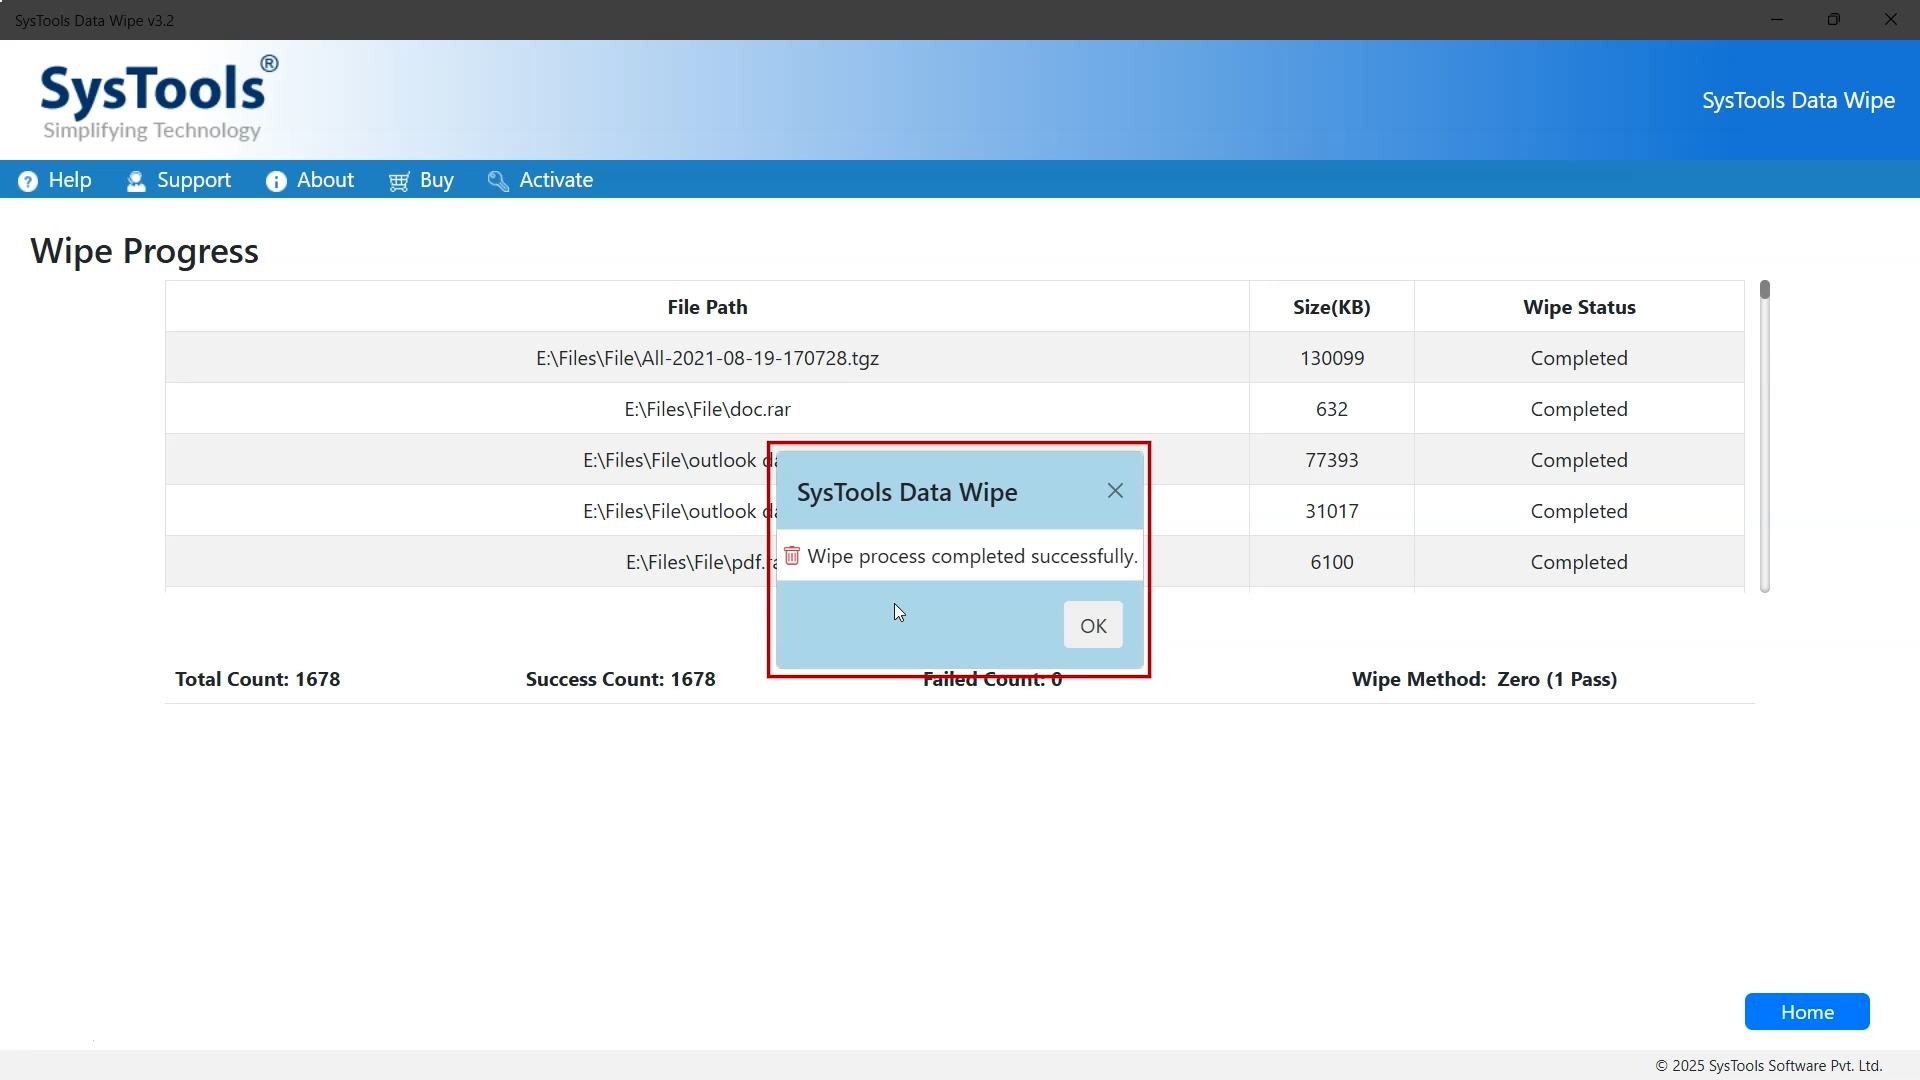 SysTools Data Wipe v3.2
SysTools®
Simplifying Technology
SysTools Data Wipe
Help Support About Buy Activate
Wipe Progress
File Path Size(KB) Wipe Status
E:\Files\File\All-2021-08-19-170728.tgz 130099 Completed
E:\Files\File\doc.rar 632 Completed
E:\Files\File\outlook 77393 Completed
E:\Files\File\outlook 31017 Completed
E:\Files\File\pdf. 6100 Completed
SysTools Data Wipe
Wipe process completed successfully.
OK
Total Count: 1678 Success Count: 1678 Failed Count: 0 Wipe Method: Zero (1 Pass)
Home
© 2025 SysTools Software Pvt. Ltd.